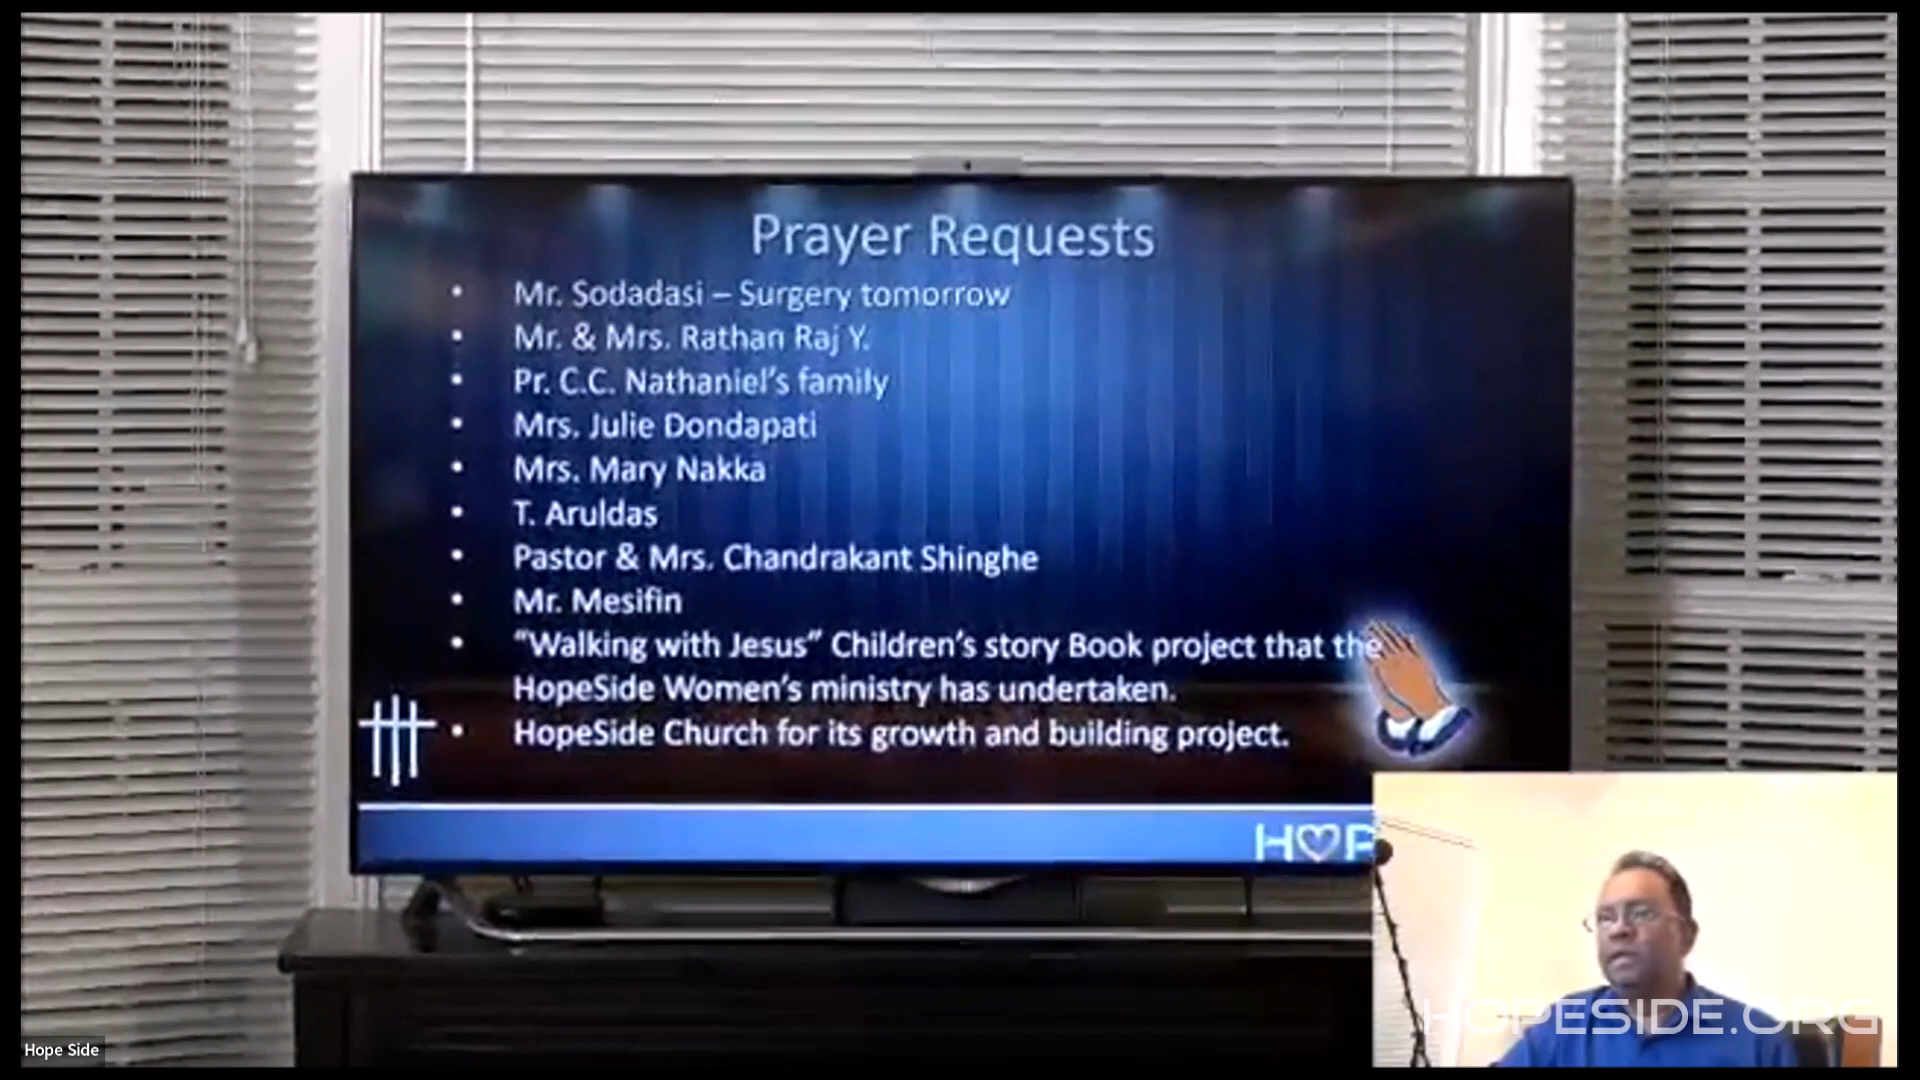 Prayer Requests
• Mr. Sodadasi – Surgery tomorrow
• Mr. & Mrs. Rathan Raj Y.
• Pr. C.C. Nathaniel's family
• Mrs. Julie Dondapati
• Mrs. Mary Nakka
• T. Aruldas
• Pastor & Mrs. Chandrakant Shinghe
• Mr. Mesifin
• "Walking with Jesus" Children's story Book project that the
HopeSide Women's ministry has undertaken.
• HopeSide Church for its growth and building project.
HOP
HOPESIDE.ORG
Hope Side